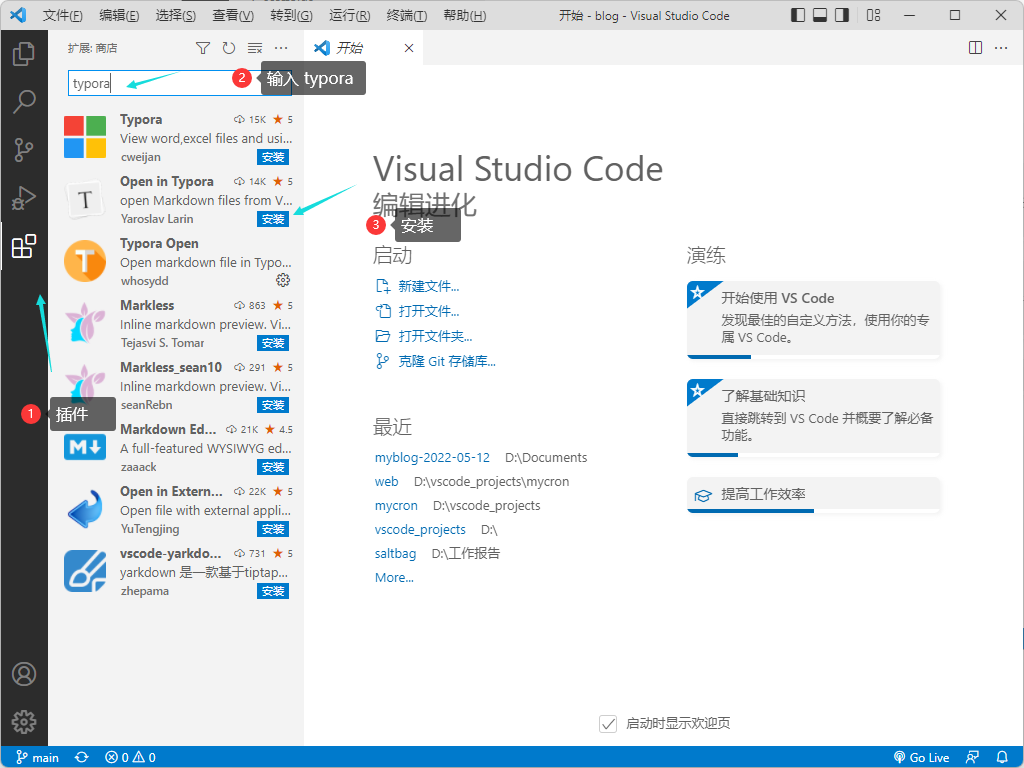 文件(F) 编辑(E) 选择(S) 查看(V) 转到(G) 运行(R) 终端(T) 帮助(H) 开始 - blog - Visual Studio Code
扩展: 商店
开始
typora
2 输入 typora
Typora 15K 5
View word,excel files and usi...
cweijan 安装
Open in Typora 14K 5
open Markdown files from V...
Yaroslav Larin 安装
Typora Open
Open markdown file in Typo...
whosydd
Markless 863 5
Inline markdown preview. Vi...
Tejasvi S. Tomar 安装
Markless_sean10 291 5
Inline markdown preview. Vi...
seanRebn 安装
1 插件
Markdown Ed... 21K 4.5
A full-featured WYSIWYG ed...
zaaack 安装
Open in Extern... 22K 5
Open file with external appli...
YuTengjing 安装
vscode-yarkdo... 731 5
yarkdown 是一款基于tiptap...
zhepama 安装
Visual Studio Code
编辑进化
3 安装
启动
新建文件...
打开文件...
打开文件夹...
克隆 Git 存储库...
最近
myblog-2022-05-12 D:\Documents
web D:\vscode_projects\mycron
mycron D:\vscode_projects
vscode_projects D:\
saltbag D:\工作报告
More...
演练
开始使用 VS Code
发现最佳的自定义方法，使用你的专
属 VS Code。
了解基础知识
直接跳转到 VS Code 并概要了解必备
功能。
提高工作效率
启动时显示欢迎页
main 0 0 Go Live